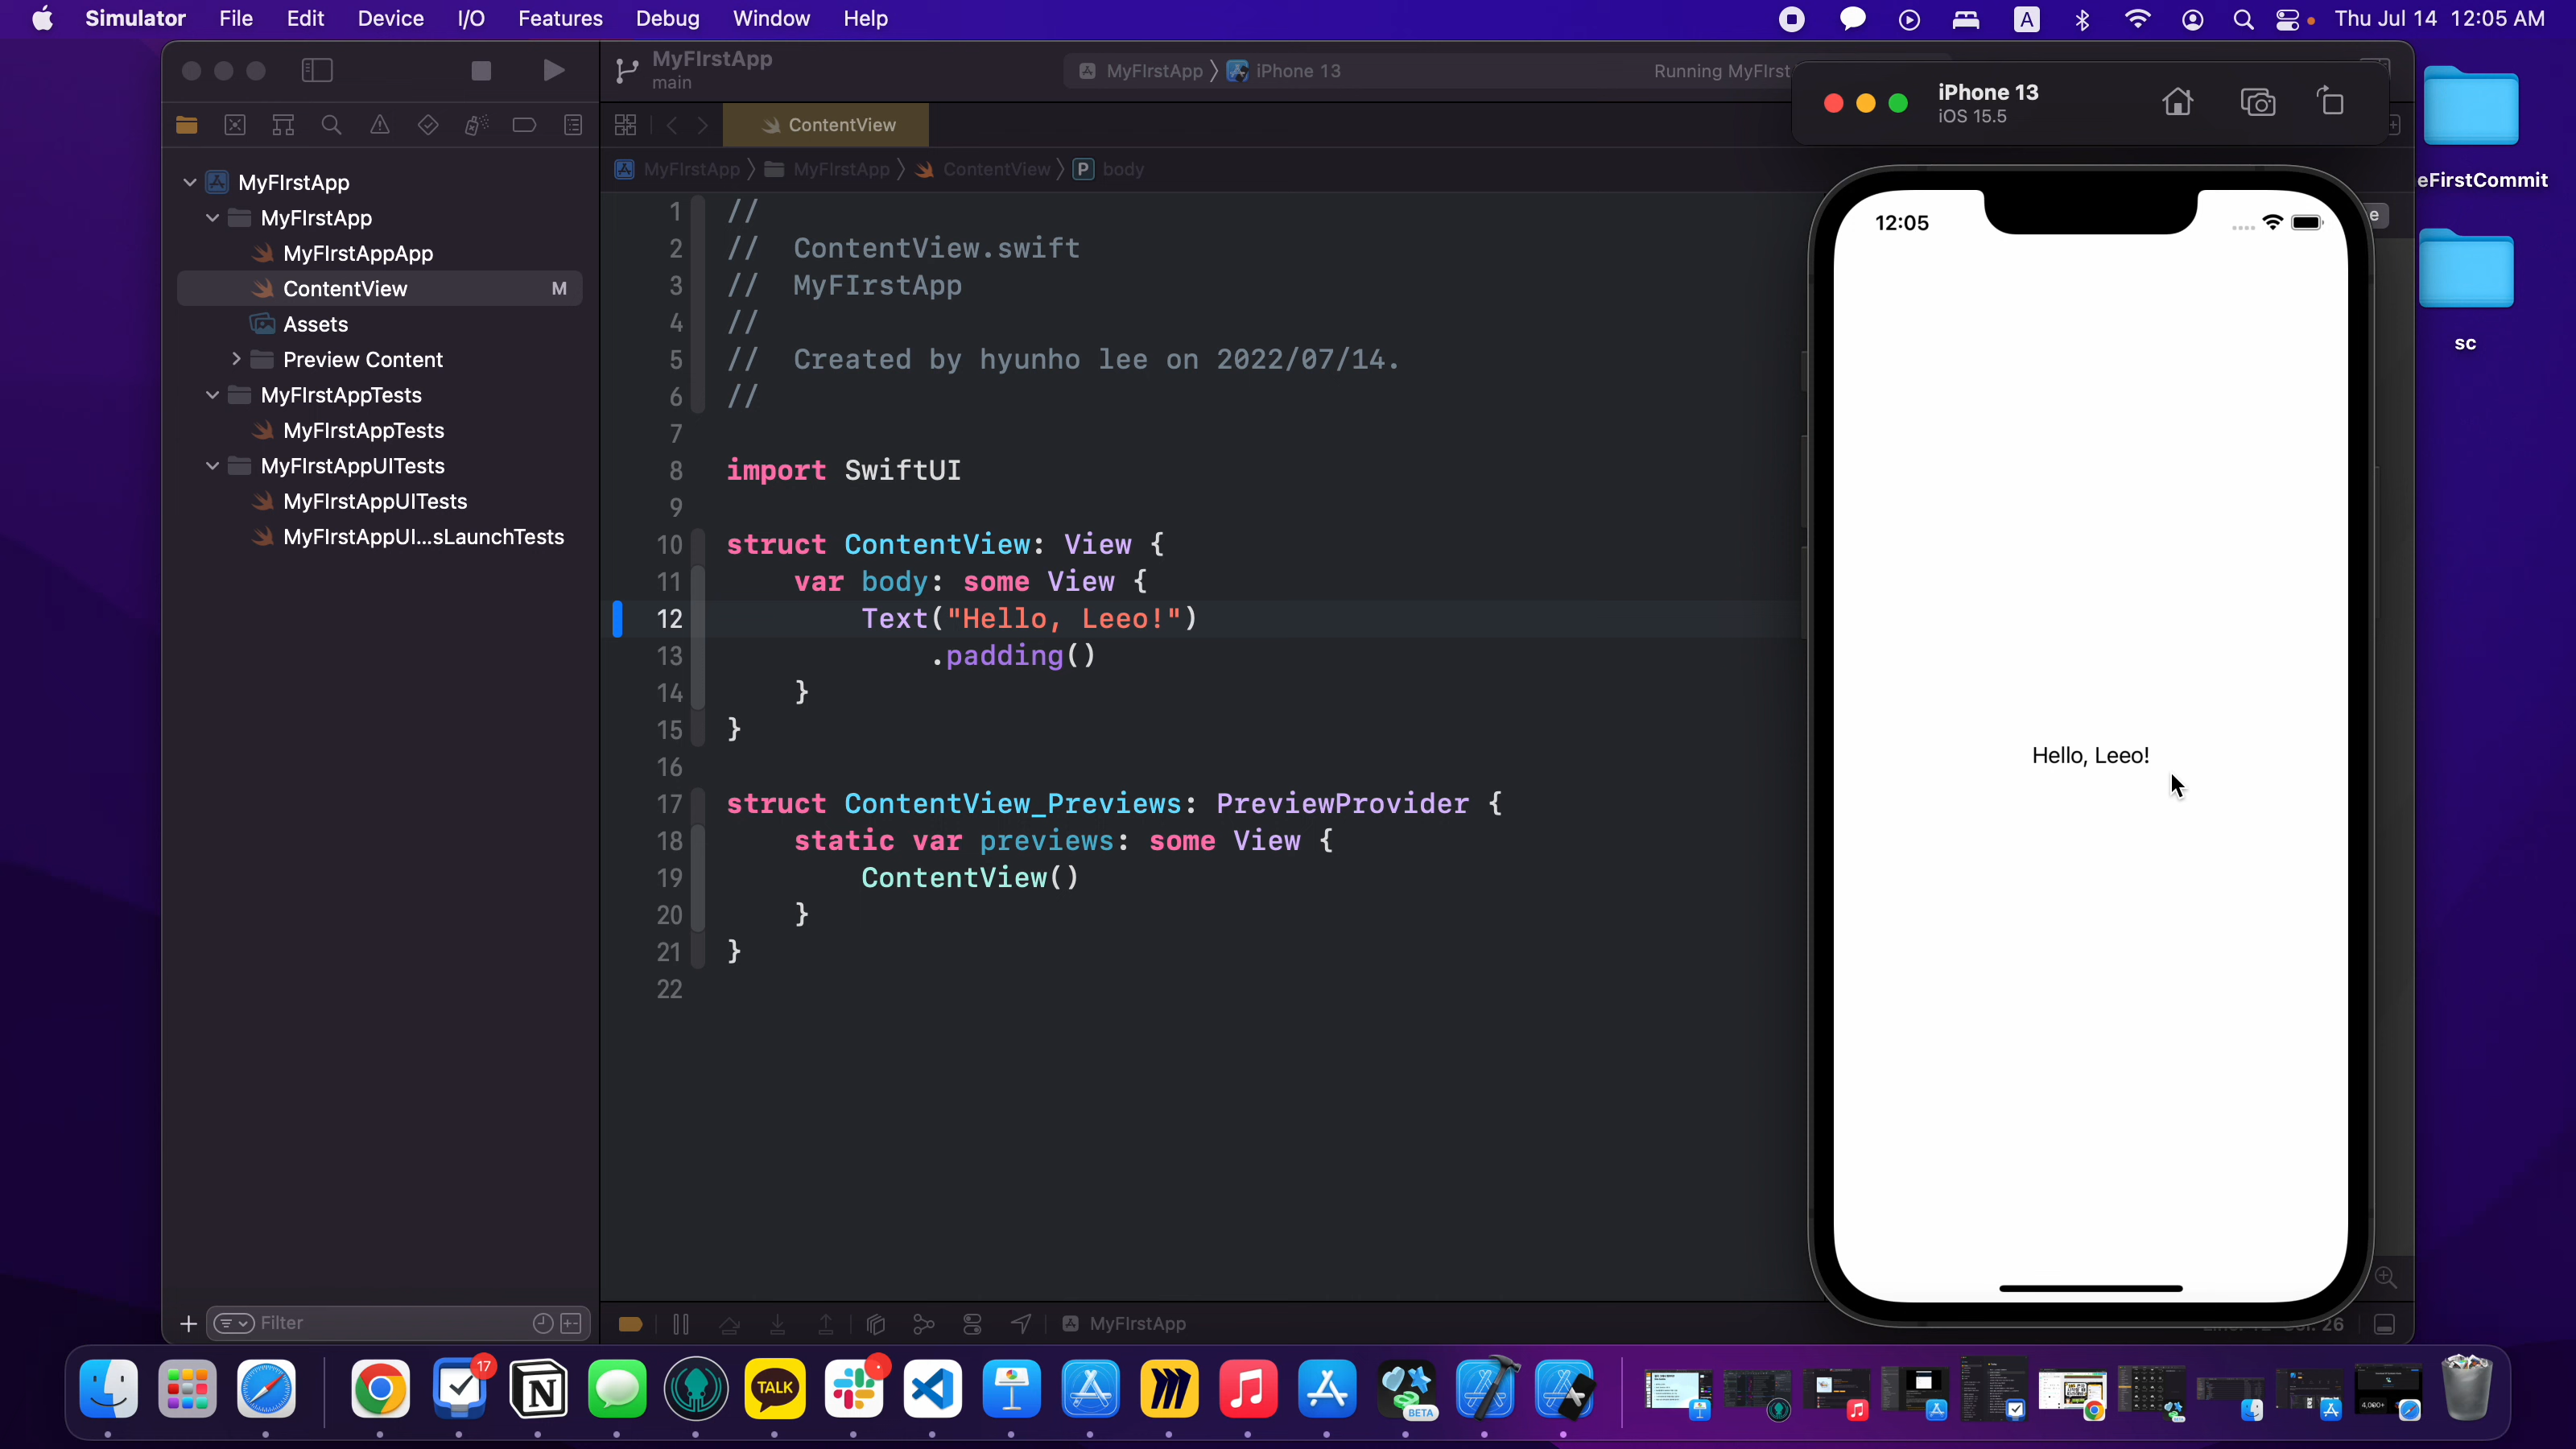 Simulator File Edit Device I/O Features Debug Window Help
A
Thu Jul 14 12:05 AM
MyFIrstApp
main
MyFIrstApp 〉 iPhone 13
Running MyFIrst
iPhone 13
iOS 15.5
ContentView
MyFIrstApp 〉 MyFIrstApp 〉 ContentView 〉 P body
MyFIrstApp
MyFIrstApp
MyFIrstAppApp
ContentView M
Assets
Preview Content
MyFIrstAppTests
MyFIrstAppTests
MyFIrstAppUITests
MyFIrstAppUITests
MyFIrstAppUI...sLaunchTests
Filter
1 //
2 //  ContentView.swift
3 //  MyFIrstApp
4 //
5 //  Created by hyunho lee on 2022/07/14.
6 //
7
8 import SwiftUI
9
10 struct ContentView: View {
11     var body: some View {
12         Text("Hello, Leeo!")
13             .padding()
14     }
15 }
16
17 struct ContentView_Previews: PreviewProvider {
18     static var previews: some View {
19         ContentView()
20     }
21 }
22
MyFIrstApp
26
12:05
Hello, Leeo!
e
eFirstCommit
sc
17
TALK
BETA
4,000+